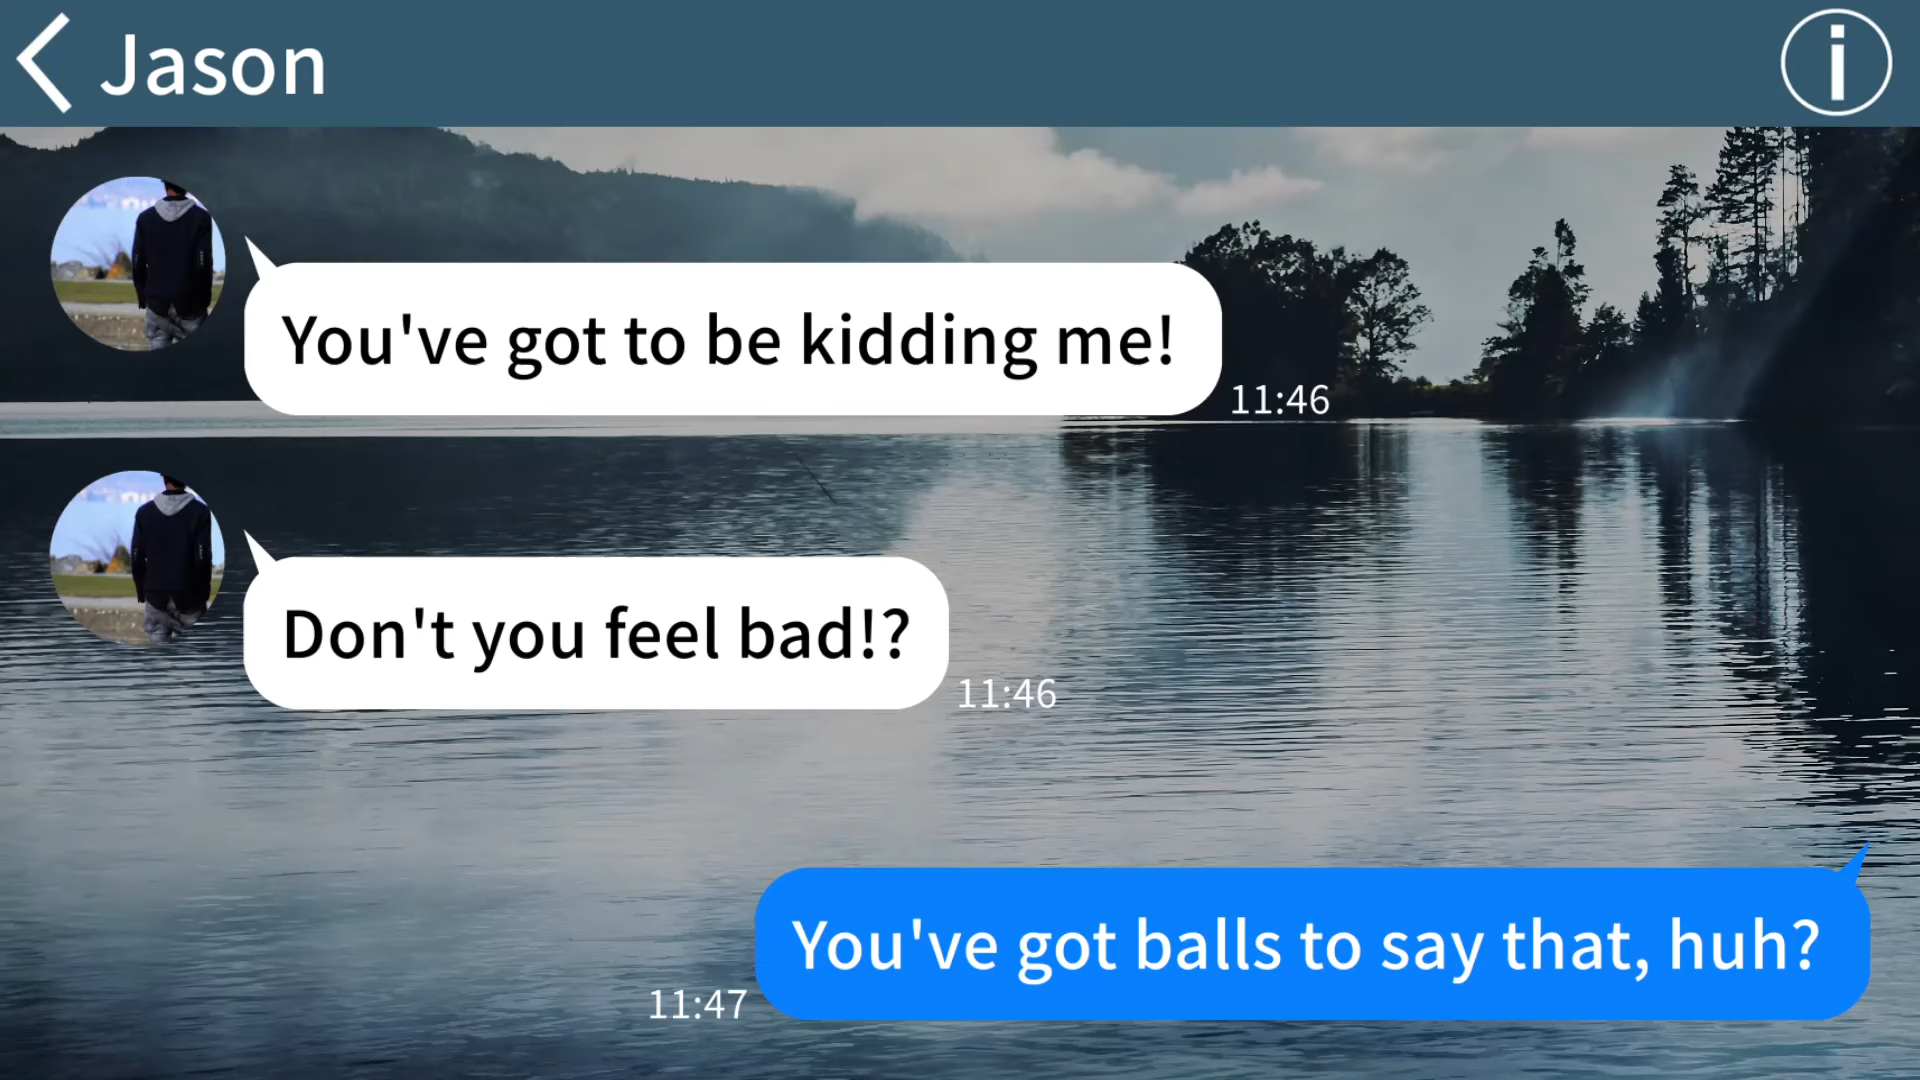 Jason
You've got to be kidding me!
11:46
Don't you feel bad!?
11:46
You've got balls to say that, huh?
11:47